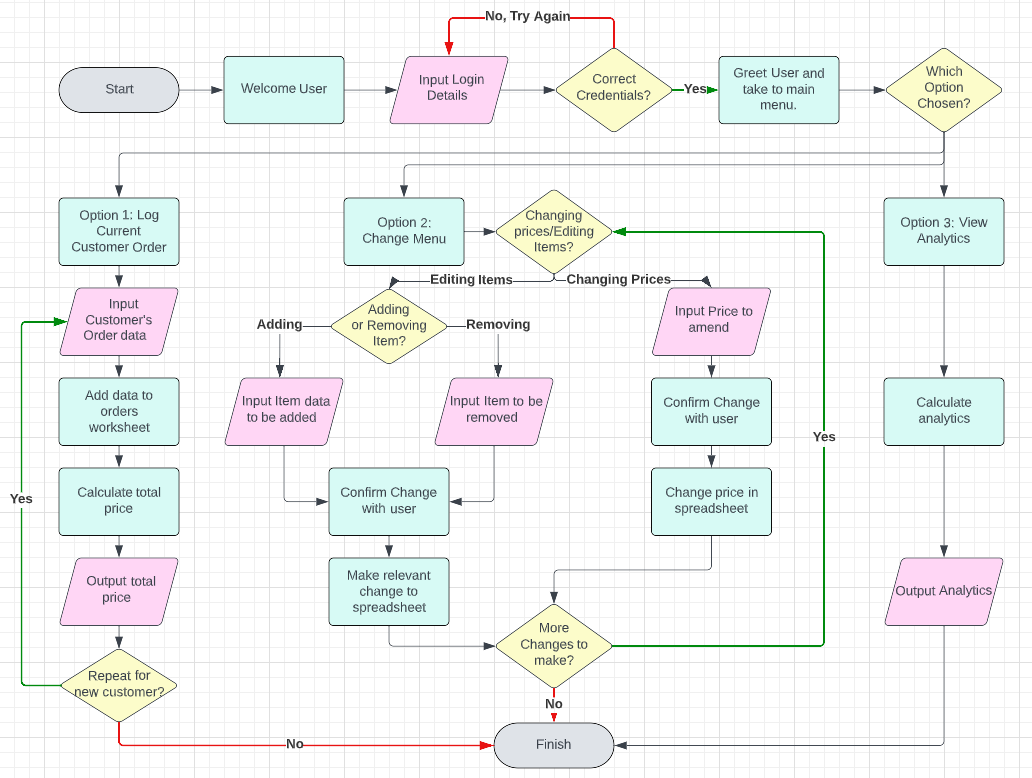 No, Try Again
Start
Welcome User
Input Login
Details
Correct
Credentials?
Yes
Greet User and
take to main
menu.
Which
Option
Chosen?
Option 1: Log
Current
Customer Order
Option 2:
Change Menu
Changing
prices/Editing
Items?
Option 3: View
Analytics
Editing Items
Changing Prices
Input
Customer's
Order data
Adding
Adding
or Removing
Item?
Removing
Input Price to
amend
Add data to
orders
worksheet
Input Item data
to be added
Input Item to be
removed
Confirm Change
with user
Yes
Calculate
analytics
Yes
Calculate total
price
Confirm Change
with user
Change price in
spreadsheet
Output total
price
Make relevant
change to
spreadsheet
Output Analytics
More
Changes to
make?
Repeat for
new customer?
No
No
Finish